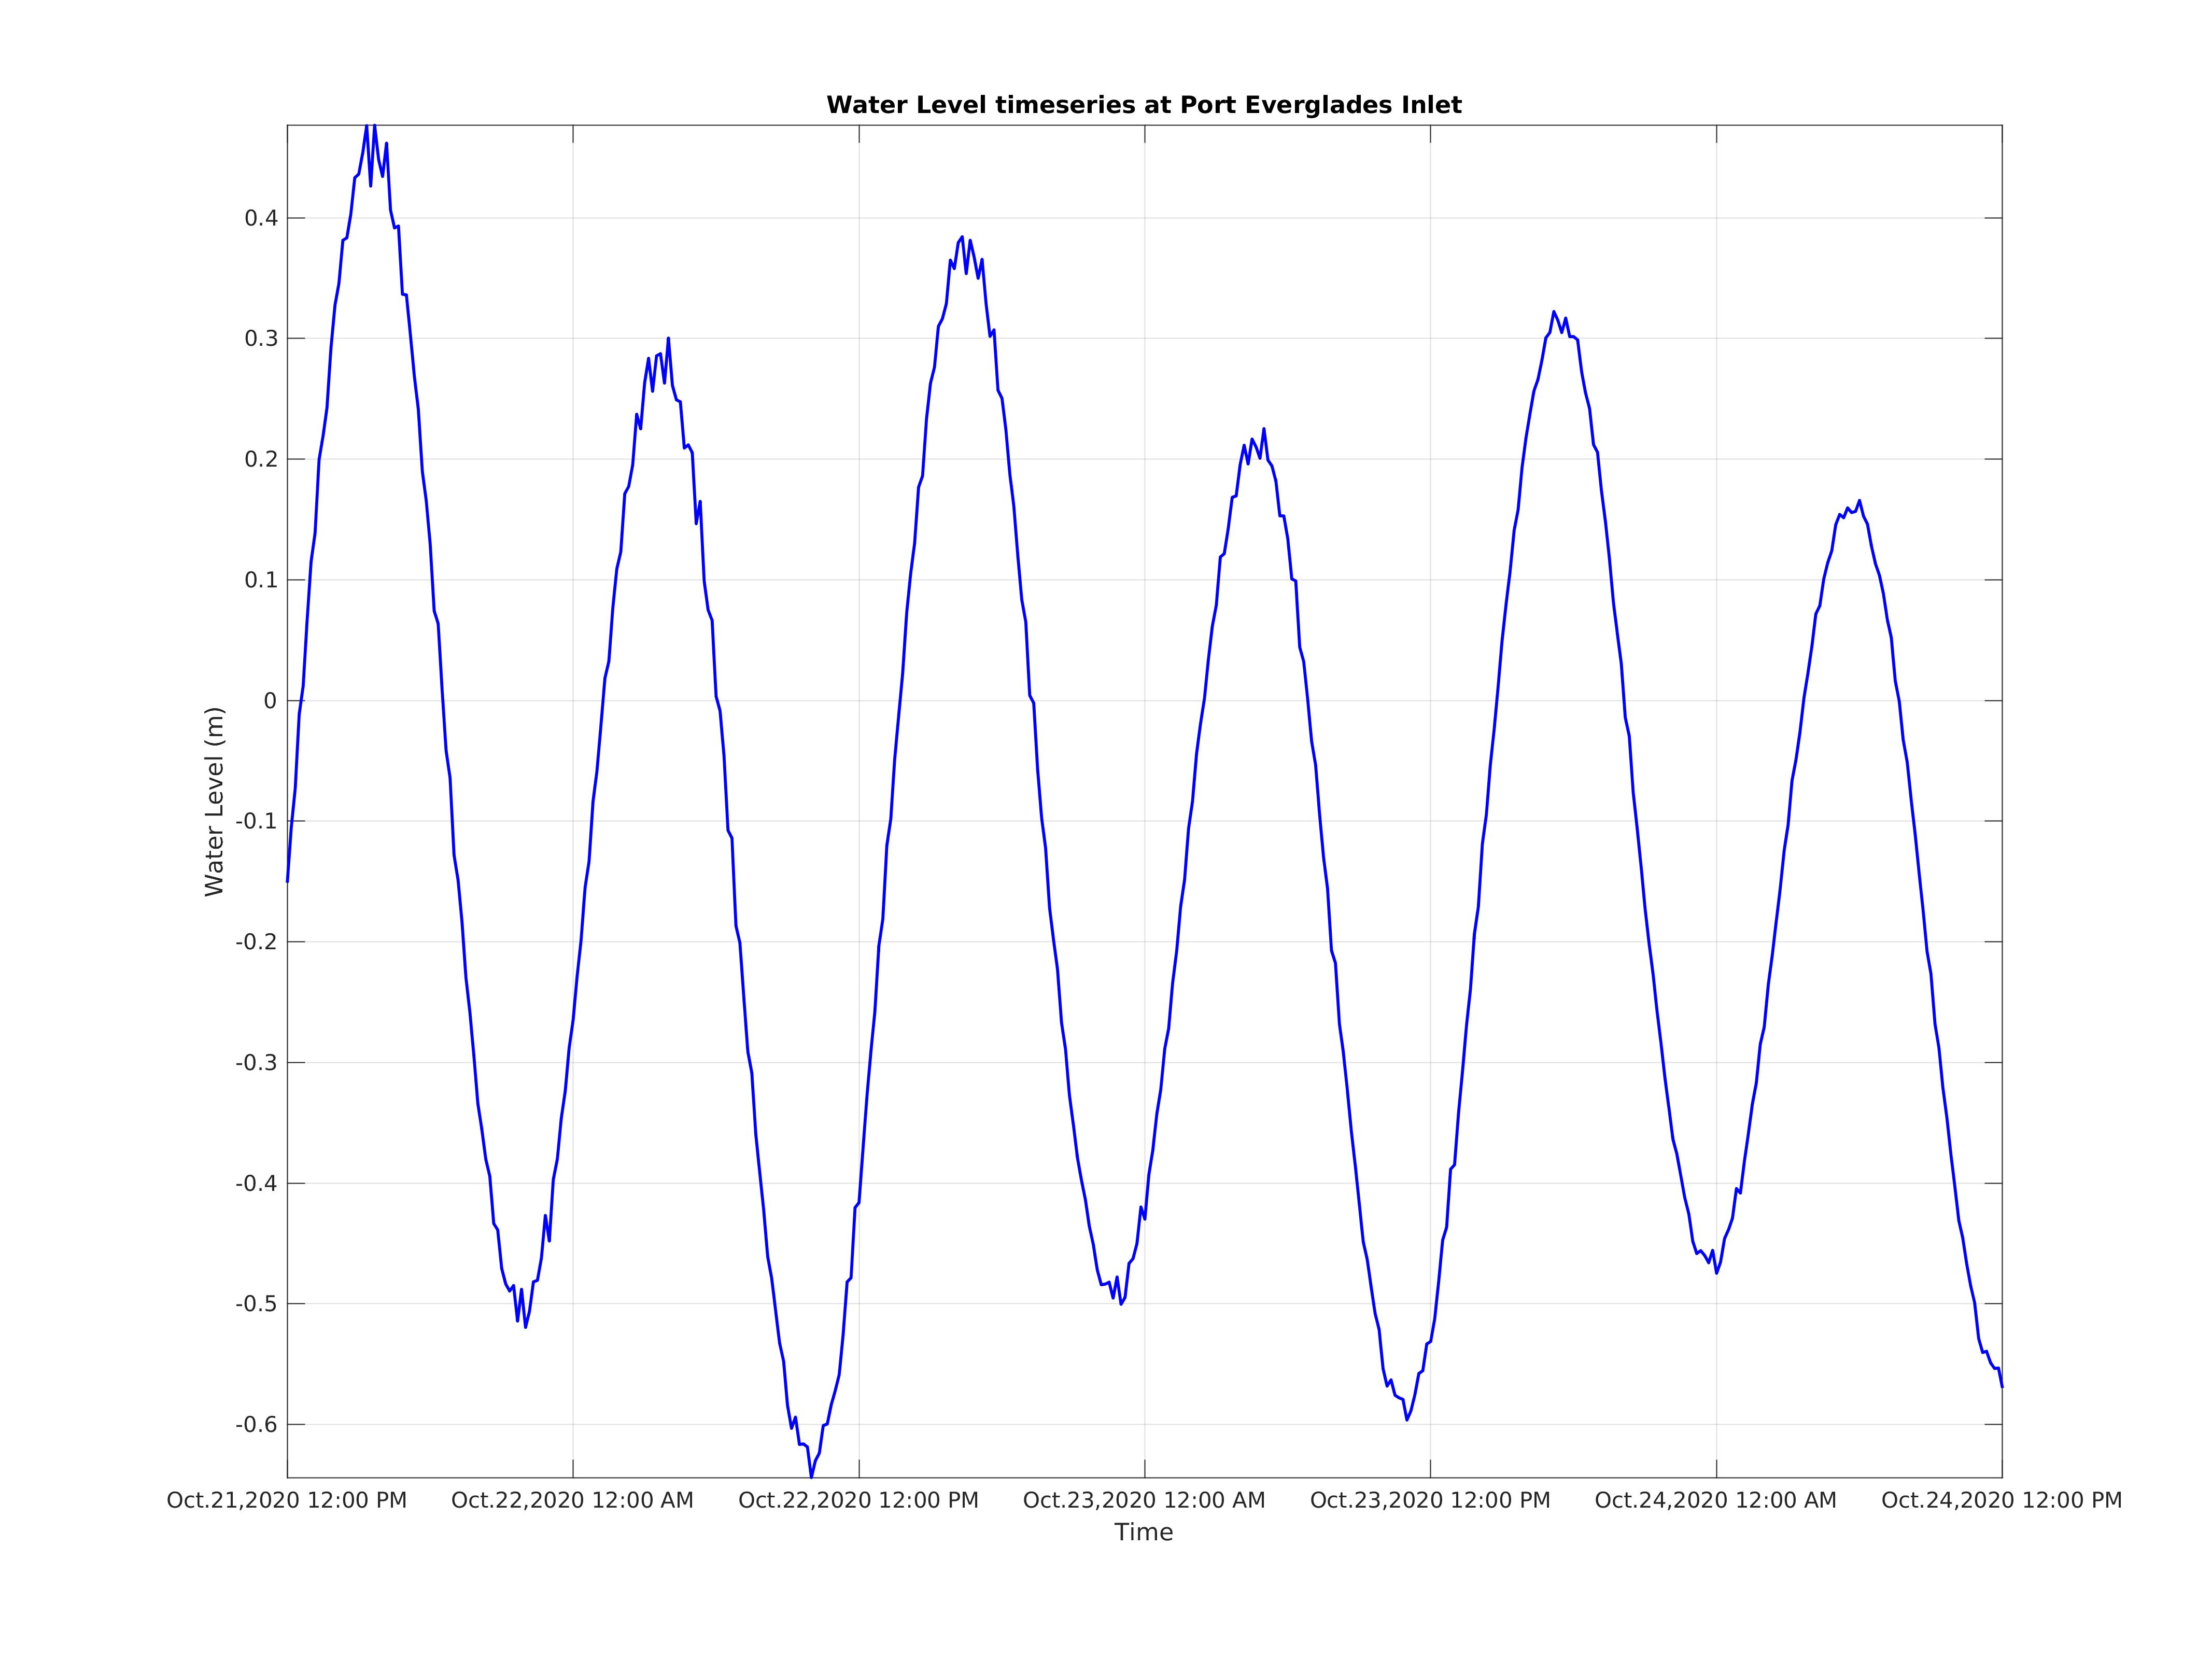 Water Level timeseries at Port Everglades Inlet
0.4
0.3
0.2
0.1
0
-0.1
-0.2
-0.3
-0.4
-0.5
-0.6
Water Level (m)
Oct.21,2020 12:00 PM
Oct.22,2020 12:00 AM
Oct.22,2020 12:00 PM
Oct.23,2020 12:00 AM
Oct.23,2020 12:00 PM
Oct.24,2020 12:00 AM
Oct.24,2020 12:00 PM
Time